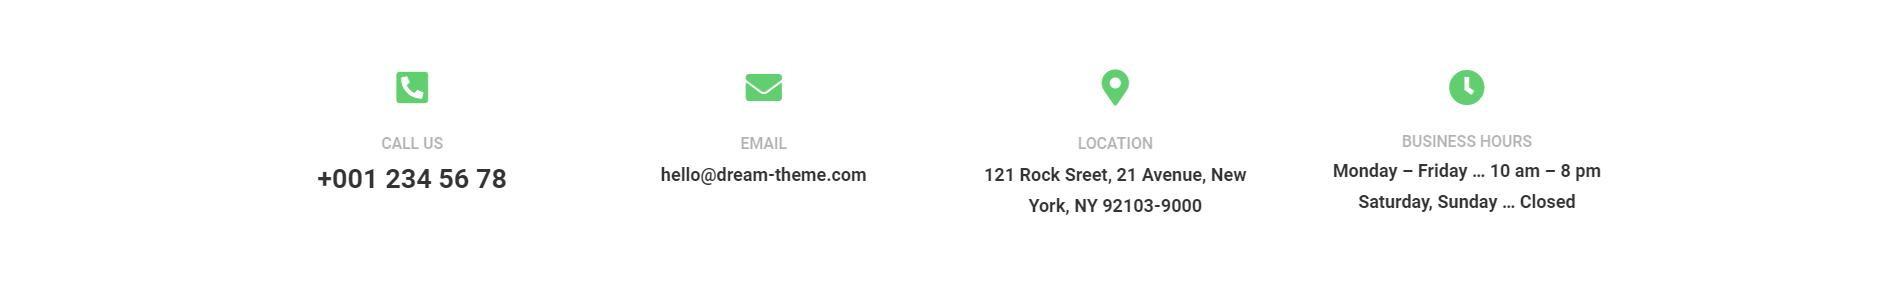 CALL US
+001 234 56 78
EMAIL
hello@dream-theme.com
LOCATION
121 Rock Sreet, 21 Avenue, New
York, NY 92103-9000
BUSINESS HOURS
Monday – Friday ... 10 am – 8 pm
Saturday, Sunday ... Closed